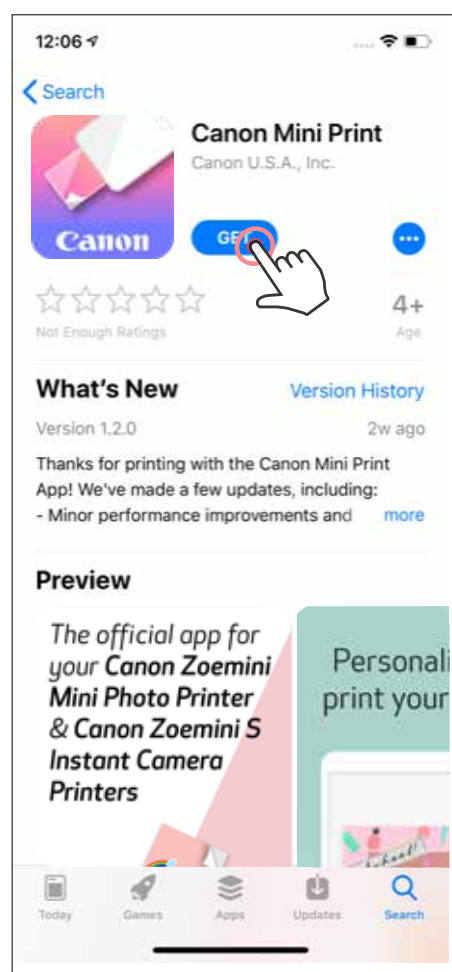 12:06
Search
Canon Mini Print
Canon U.S.A., Inc.
Canon
GET
4+
Not Enough Ratings
Age
What's New
Version History
Version 1.2.0
2w ago
Thanks for printing with the Canon Mini Print
App! We've made a few updates, including:
- Minor performance improvements and
more
Preview
The official app for
your Canon Zoemini
Mini Photo Printer
& Canon Zoemini S
Instant Camera
Printers
Personali
print your
School!
Today
Games
Apps
Updates
Search